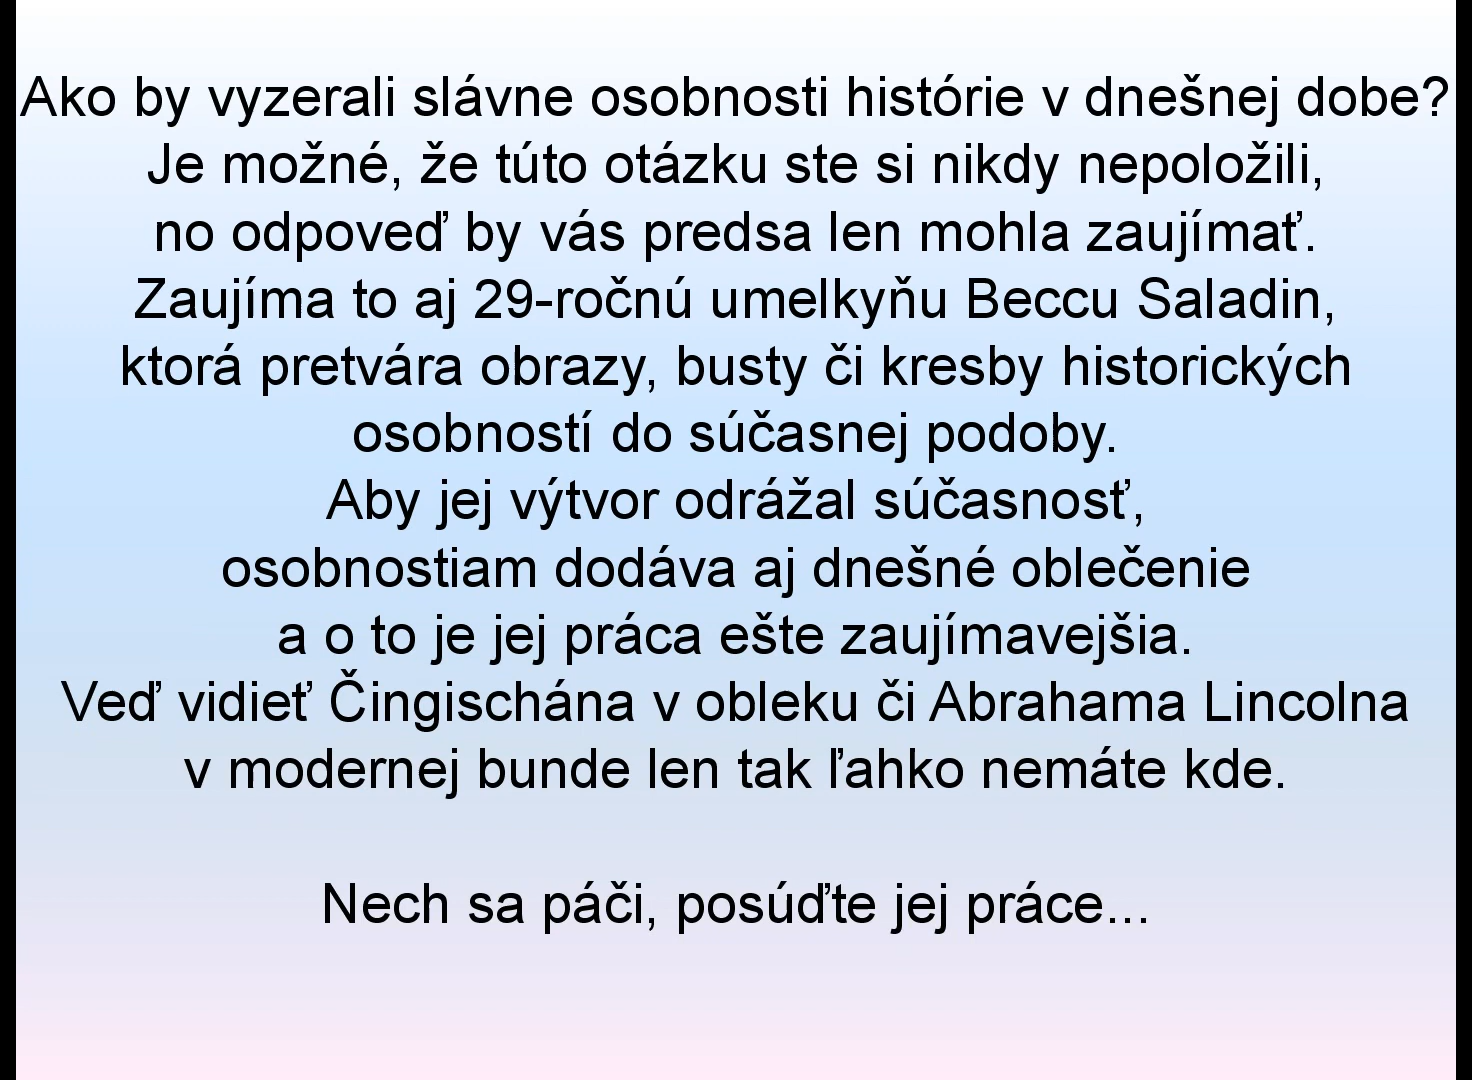 Ako by vyzerali slávne osobnosti histórie v dnešnej dobe?
Je možné, že túto otázku ste si nikdy nepoložili,
no odpoveď by vás predsa len mohla zaujímať.
Zaujíma to aj 29-ročnú umelkyňu Beccu Saladin,
ktorá pretvára obrazy, busty či kresby historických
osobností do súčasnej podoby.
Aby jej výtvor odrážal súčasnosť,
osobnostiam dodáva aj dnešné oblečenie
a o to je jej práca ešte zaujímavejšia.
Veď vidieť Čingischána v obleku či Abrahama Lincolna
v modernej bunde len tak ľahko nemáte kde.
Nech sa páči, posúďte jej práce...